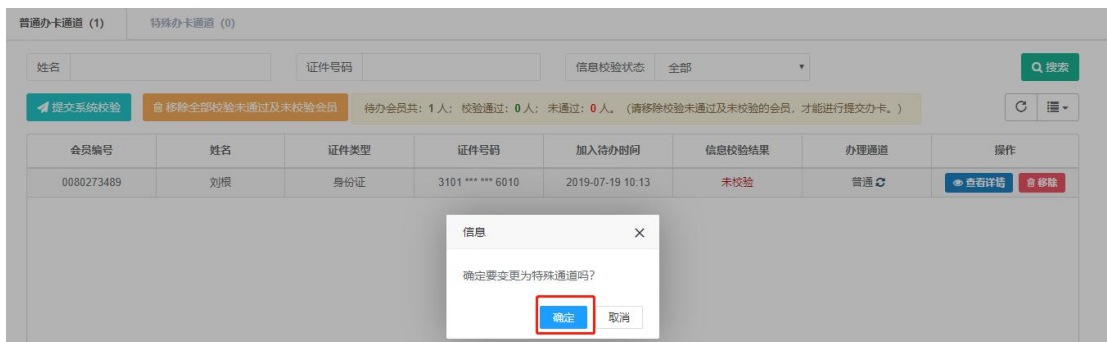 普通办卡通道 (1) 特殊办卡通道 (0)
姓名 证件号码 信息校验状态 全部 搜索
提交系统校验 移除全部校验未通过及未校验会员 待办会员共: 1 人; 校验通过: 0 人; 未通过: 0 人。 (请移除校验未通过及未校验的会员, 才能进行提交办卡。)
会员编号 姓名 证件类型 证件号码 加入待办时间 信息校验结果 办理通道 操作
0080273489 刘根 身份证 3101 *** *** 6010 2019-07-19 10:13 未校验 普通 查看详情 移除
信息
确定要变更为特殊通道吗?
确定 取消